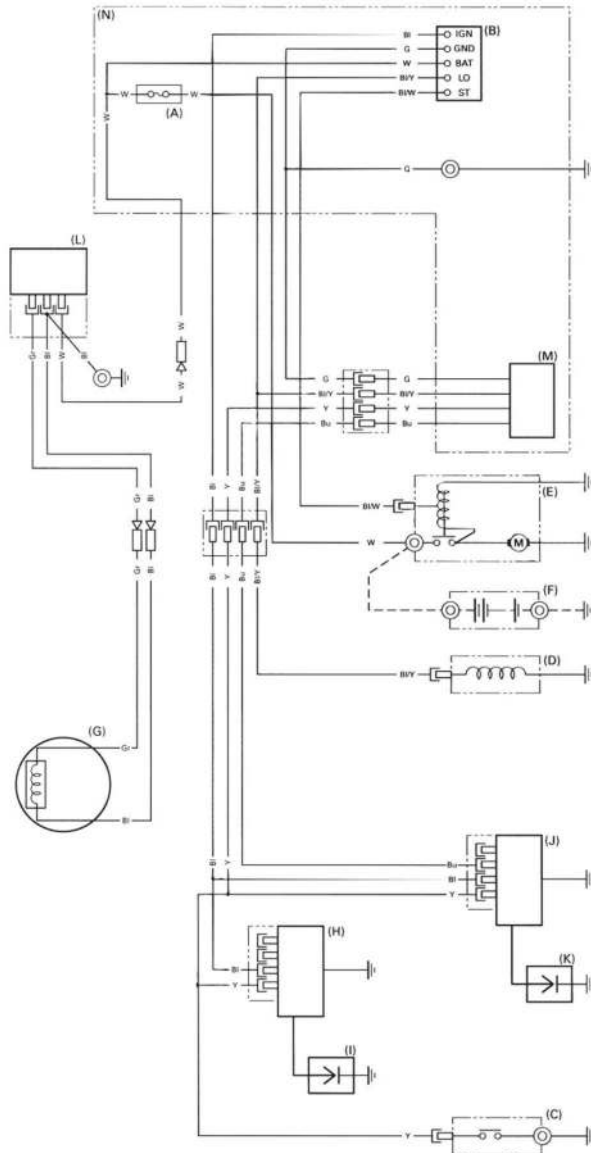 (N)
Bl IGN (B)
G GND
W BAT
Bl/Y LO
Bl/W ST
W W
(A)
W
G
(L)
W
Gr Bl W Bl
W
(M)
G G
Bl/Y Bl/Y
Y Y
Bu Bu
Bl Y Bu Bl/Y
(E)
Bl/W
W M
Gr Bl
(F)
Gr Bl
Bl Y Bu Bl/Y
(D)
Bl/Y
(G)
Gr
Bl
(J)
Bl Y
Bu
Bl
Y
(H)
(K)
Bl
Y
(I)
(C)
Y